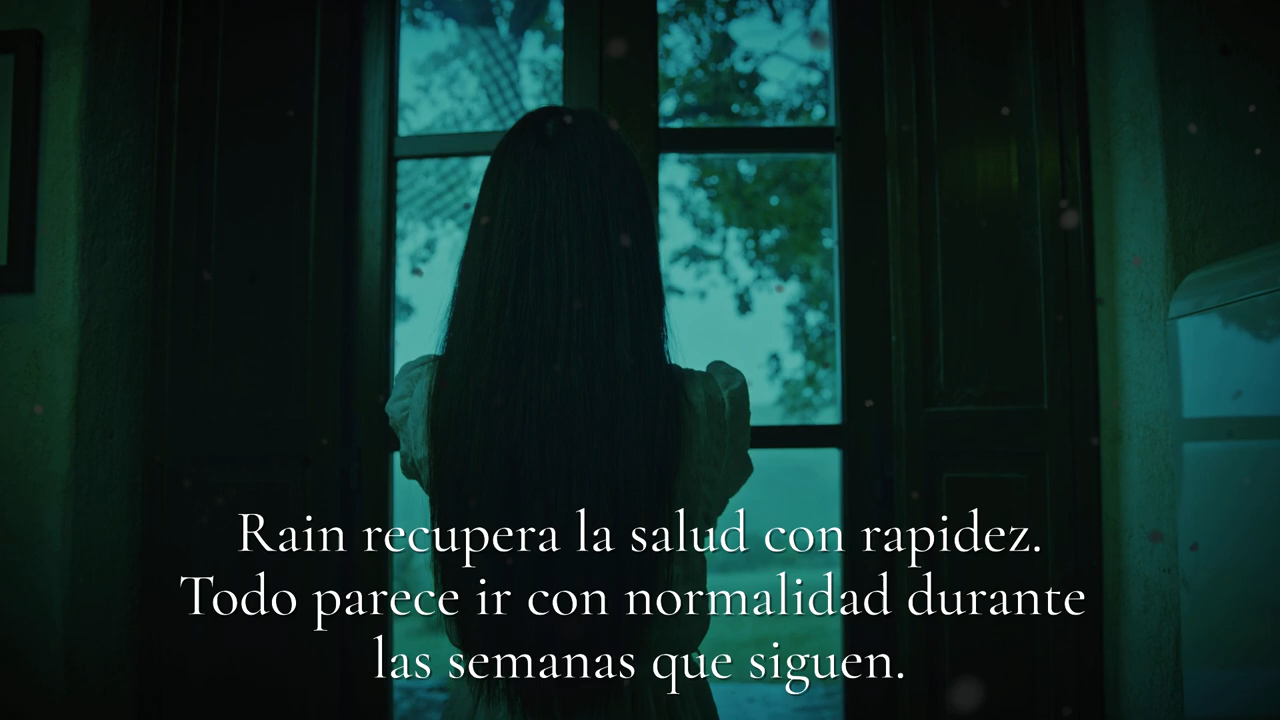 Rain recupera la salud con rapidez.
Todo parece ir con normalidad durante
las semanas que siguen.